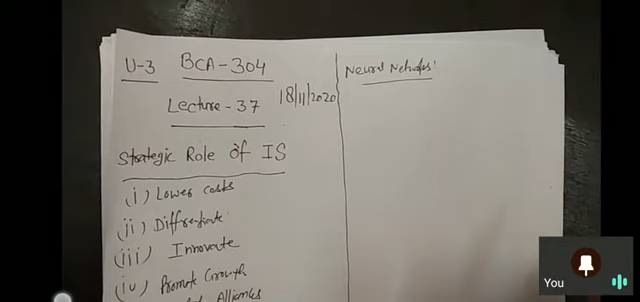 U-3 BCA-304
Lecture-37 18/11/2020
Strategic Role of IS
(i) Lower costs
(ii) Differentiate
(iii) Innovate
(iv) Promote Growth
Alliances
Neural Networks:
You